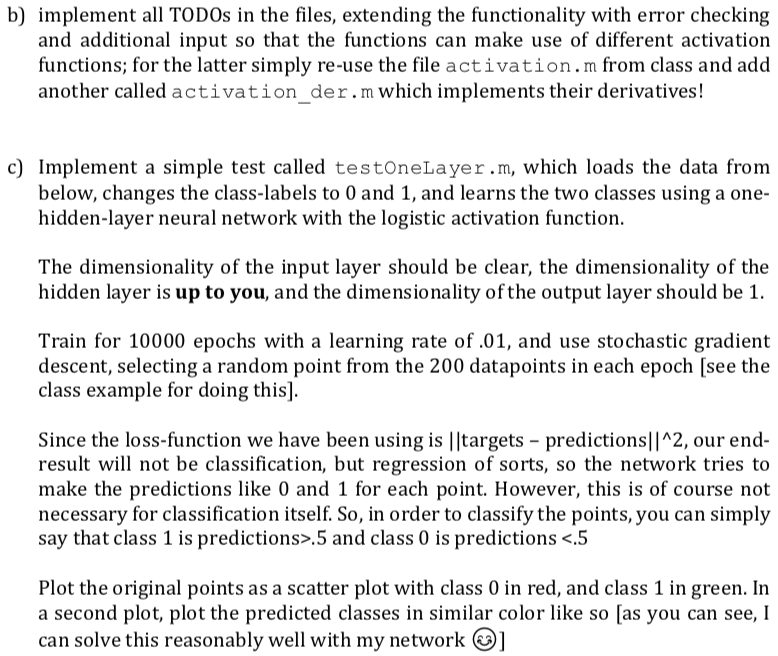 b) implement all TODOs in the files, extending the functionality with error checking
and additional input so that the functions can make use of different activation
functions; for the latter simply re-use the file activation.m from class and add
another called activation_der.m which implements their derivatives!
c) Implement a simple test called testOneLayer.m, which loads the data from
below, changes the class-labels to 0 and 1, and learns the two classes using a one-
hidden-layer neural network with the logistic activation function.
The dimensionality of the input layer should be clear, the dimensionality of the
hidden layer is up to you, and the dimensionality of the output layer should be 1.
Train for 10000 epochs with a learning rate of .01, and use stochastic gradient
descent, selecting a random point from the 200 datapoints in each epoch [see the
class example for doing this].
Since the loss-function we have been using is ||targets – predictions||^2, our end-
result will not be classification, but regression of sorts, so the network tries to
make the predictions like 0 and 1 for each point. However, this is of course not
necessary for classification itself. So, in order to classify the points, you can simply
say that class 1 is predictions>.5 and class 0 is predictions <.5
Plot the original points as a scatter plot with class 0 in red, and class 1 in green. In
a second plot, plot the predicted classes in similar color like so [as you can see, I
can solve this reasonably well with my network 😊]